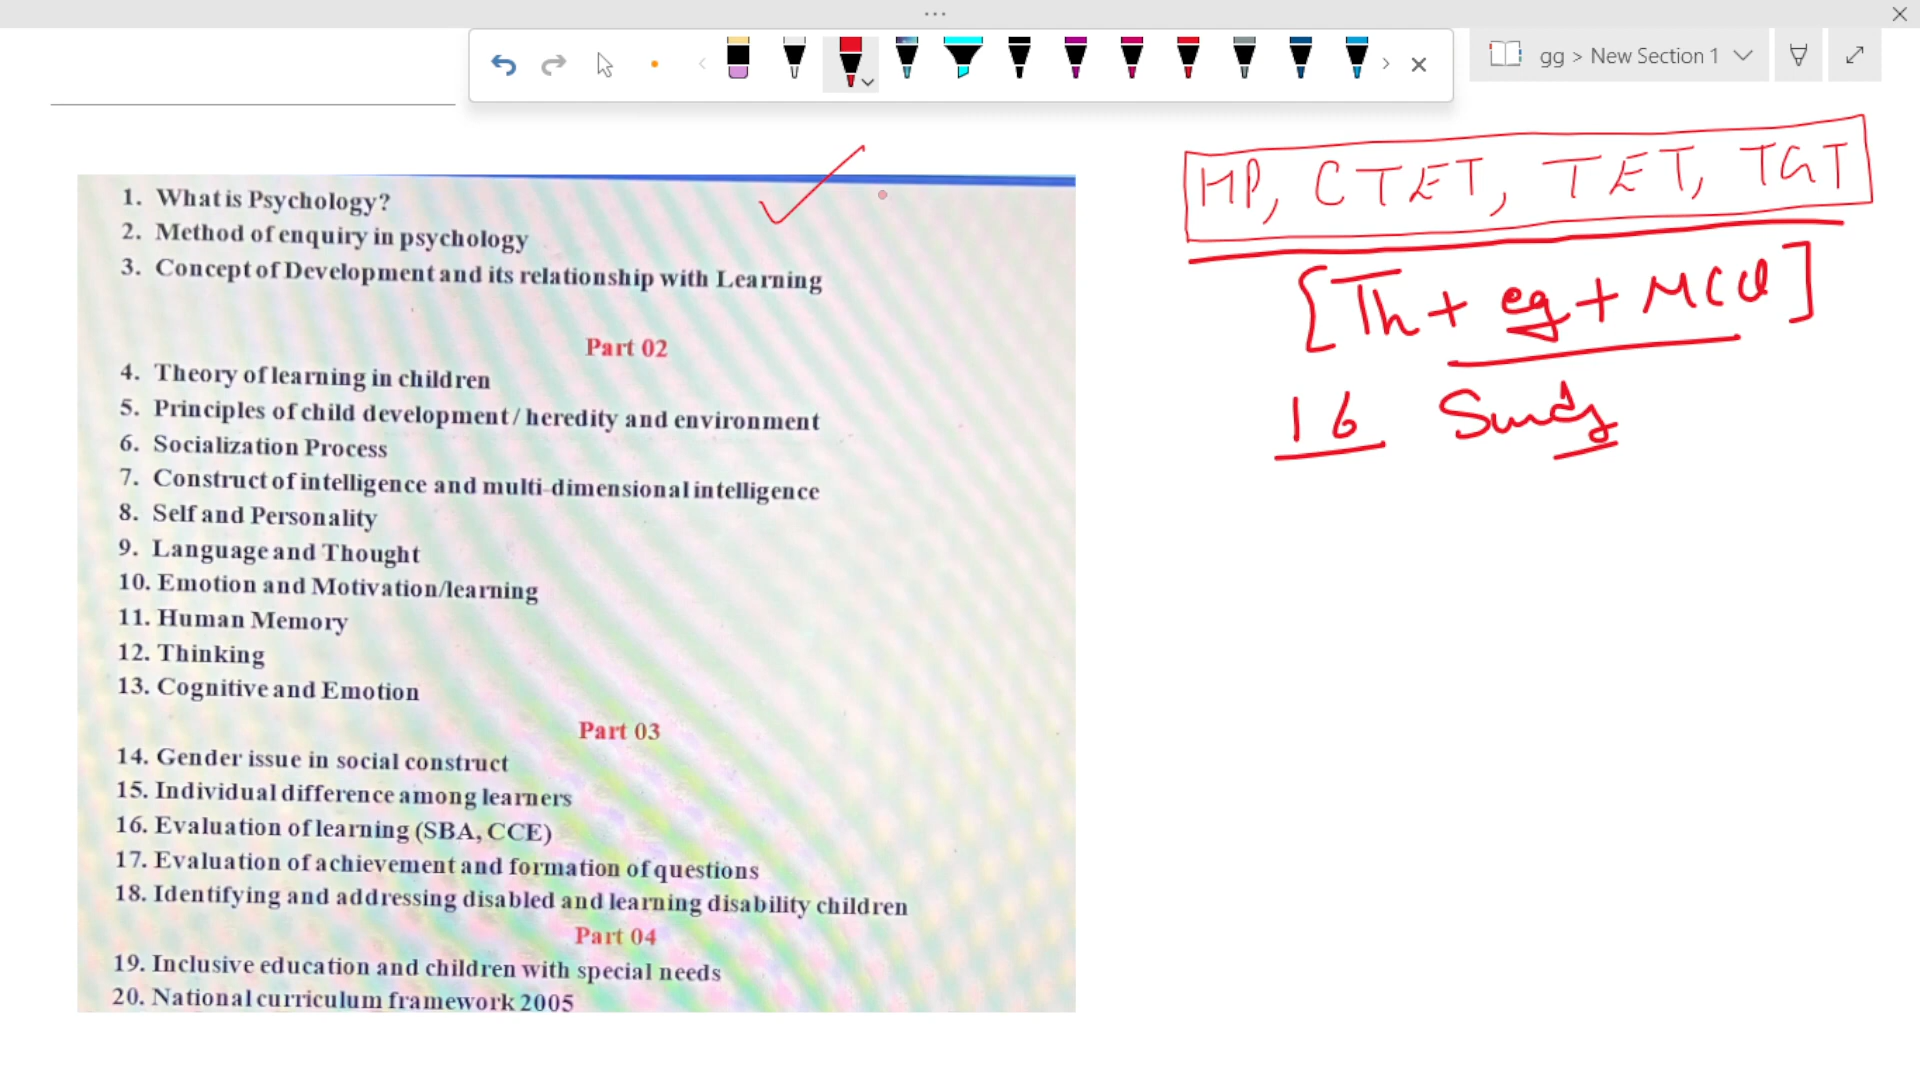 gg > New Section 1
1. What is Psychology?
2. Method of enquiry in psychology
3. Concept of Development and its relationship with Learning
Part 02
4. Theory of learning in children
5. Principles of child development/ heredity and environment
6. Socialization Process
7. Construct of intelligence and multi-dimensional intelligence
8. Self and Personality
9. Language and Thought
10. Emotion and Motivation/learning
11. Human Memory
12. Thinking
13. Cognitive and Emotion
Part 03
14. Gender issue in social construct
15. Individual difference among learners
16. Evaluation of learning (SBA, CCE)
17. Evaluation of achievement and formation of questions
18. Identifying and addressing disabled and learning disability children
Part 04
19. Inclusive education and children with special needs
20. National curriculum framework 2005
HP, CTET, TET, TGT
[Th + eg + MCQ]
16